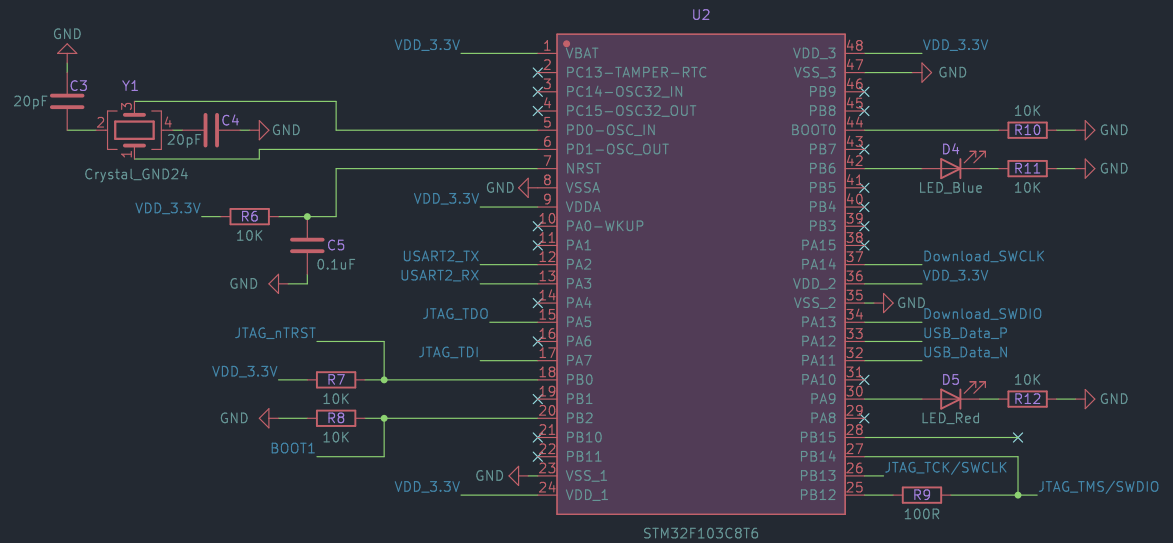 U2
GND
C3
20pF
Y1
3
2
4
1
20pF
C4
GND
Crystal_GND24
VDD_3.3V
R6
10K
C5
0.1uF
GND
VDD_3.3V
GND
VDD_3.3V
USART2_TX
USART2_RX
JTAG_TDO
JTAG_nTRST
JTAG_TDI
VDD_3.3V
R7
10K
GND
R8
10K
BOOT1
GND
VDD_3.3V
1 VBAT
2 PC13-TAMPER-RTC
3 PC14-OSC32_IN
4 PC15-OSC32_OUT
5 PD0-OSC_IN
6 PD1-OSC_OUT
7 NRST
8 VSSA
9 VDDA
10 PA0-WKUP
11 PA1
12 PA2
13 PA3
14 PA4
15 PA5
16 PA6
17 PA7
18 PB0
19 PB1
20 PB2
21 PB10
22 PB11
23 VSS_1
24 VDD_1
VDD_3 48
VSS_3 47
PB9 46
PB8 45
BOOT0 44
PB7 43
PB6 42
PB5 41
PB4 40
PB3 39
PA15 38
PA14 37
VDD_2 36
VSS_2 35
PA13 34
PA12 33
PA11 32
PA10 31
PA9 30
PA8 29
PB15 28
PB14 27
PB13 26
PB12 25
VDD_3.3V
GND
10K
R10
GND
D4
LED_Blue
R11
10K
GND
Download_SWCLK
VDD_3.3V
GND
Download_SWDIO
USB_Data_P
USB_Data_N
D5
LED_Red
10K
R12
GND
JTAG_TCK/SWCLK
R9
100R
JTAG_TMS/SWDIO
STM32F103C8T6